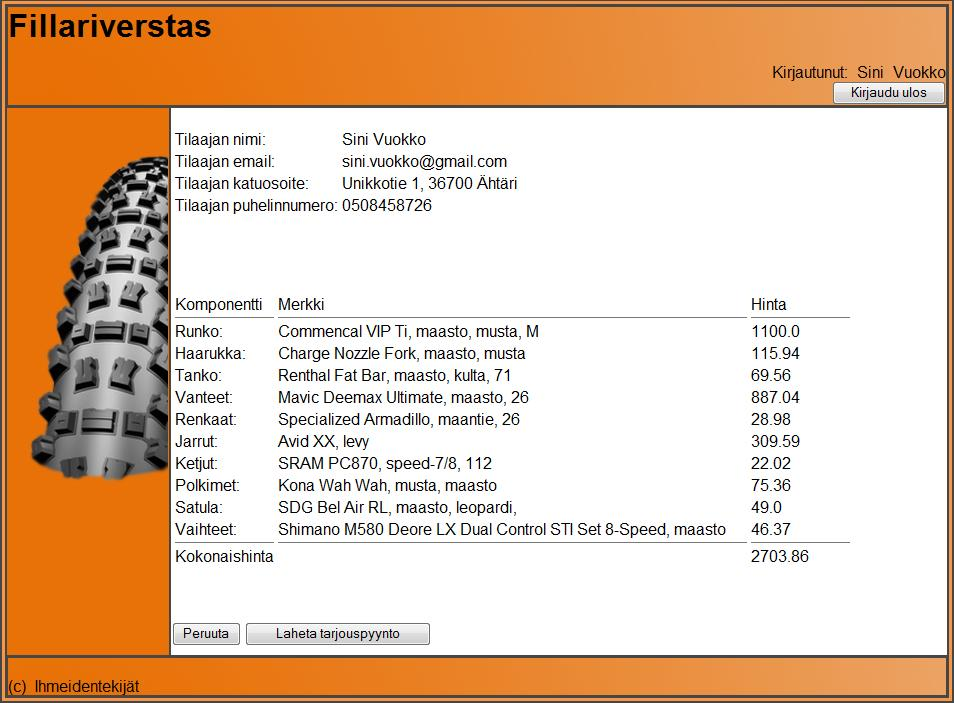 Fillariverstas
Kirjautunut: Sini Vuokko
Kirjaudu ulos
Tilaajan nimi: Sini Vuokko
Tilaajan email: sini.vuokko@gmail.com
Tilaajan katuosoite: Unikkotie 1, 36700 Ähtäri
Tilaajan puhelinnumero: 0508458726
Komponentti Merkki Hinta
Runko: Commencal VIP Ti, maasto, musta, M 1100.0
Haarukka: Charge Nozzle Fork, maasto, musta 115.94
Tanko: Renthal Fat Bar, maasto, kulta, 71 69.56
Vanteet: Mavic Deemax Ultimate, maasto, 26 887.04
Renkaat: Specialized Armadillo, maantie, 26 28.98
Jarrut: Avid XX, levy 309.59
Ketjut: SRAM PC870, speed-7/8, 112 22.02
Polkimet: Kona Wah Wah, musta, maasto 75.36
Satula: SDG Bel Air RL, maasto, leopardi, 49.0
Vaihteet: Shimano M580 Deore LX Dual Control STI Set 8-Speed, maasto 46.37
Kokonaishinta 2703.86
Peruuta Laheta tarjouspyynto
(c) Ihmeidentekijät